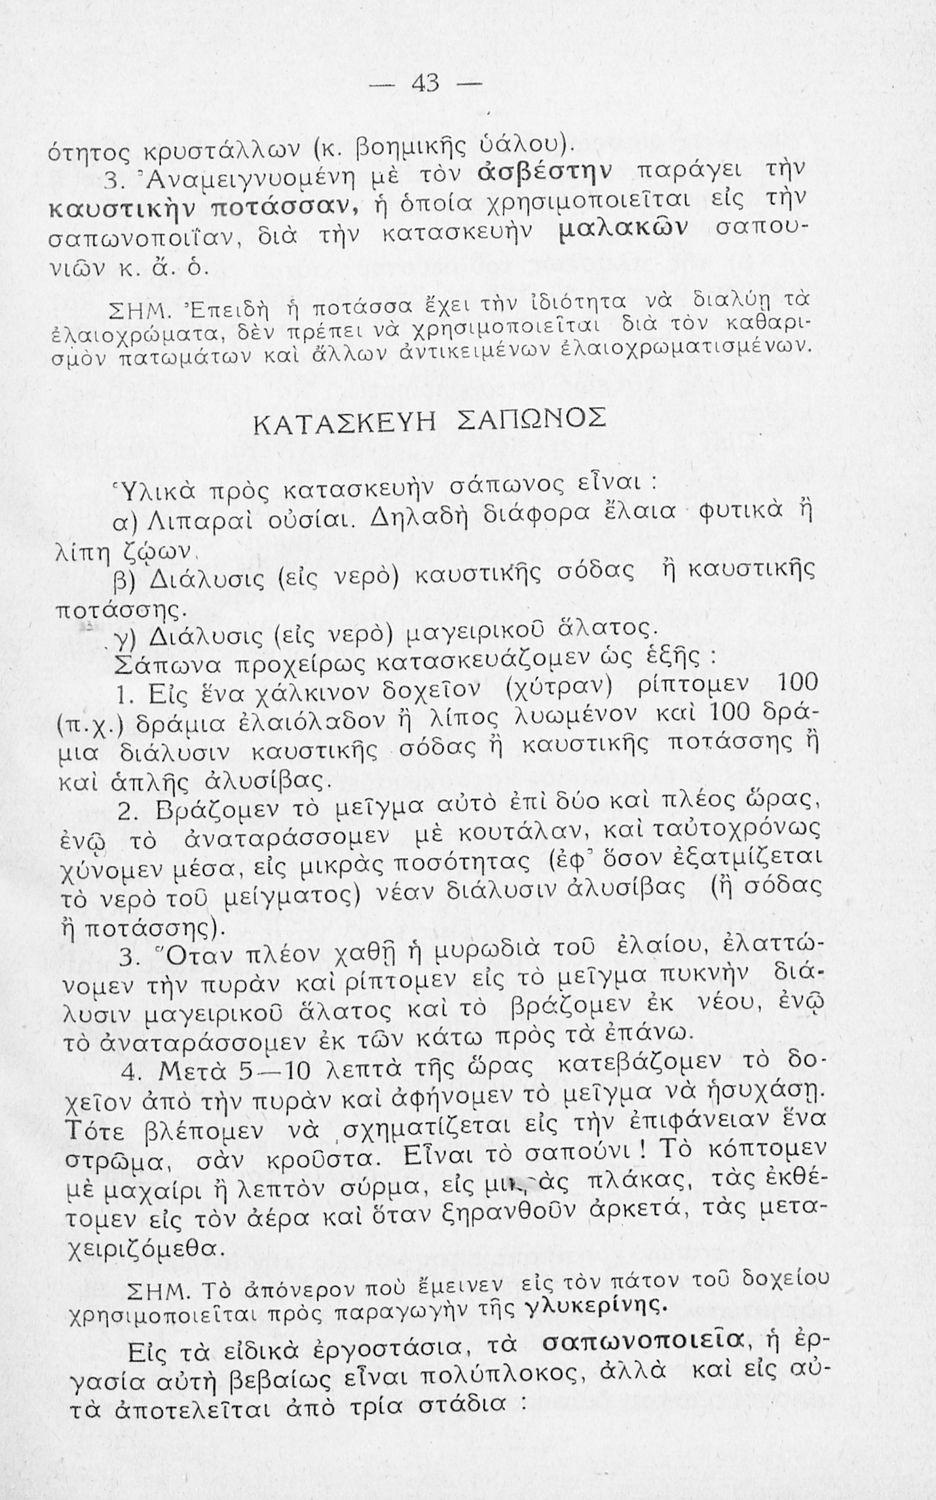 — 43 —
ότητος κρυστάλλων (κ. βοημικῆς ὑάλου).
3. Ἀναμειγνυομένη μὲ τὸν ἀσβέστην παράγει τὴν
καυστικὴν ποτάσσαν, ἡ ὁποία χρησιμοποιεῖται εἰς τὴν
σαπωνοποιΐαν, διὰ τὴν κατασκευὴν μαλακῶν σαπου-
νιῶν κ. ἄ. ὁ.
ΣΗΜ. Ἐπειδὴ ἡ ποτάσσα ἔχει τὴν ἰδιότητα νὰ διαλύῃ τὰ
ἐλαιοχρώματα, δὲν πρέπει νὰ χρησιμοποιεῖται διὰ τὸν καθαρι-
σμὸν πατωμάτων καὶ ἄλλων ἀντικειμένων ἐλαιοχρωματισμένων.
ΚΑΤΑΣΚΕΥΗ ΣΑΠΩΝΟΣ
Ὑλικὰ πρὸς κατασκευὴν σάπωνος εἶναι :
α) Λιπαραὶ οὐσίαι. Δηλαδὴ διάφορα ἔλαια φυτικὰ ἢ
λίπη ζῴων.
β) Διάλυσις (εἰς νερὸ) καυστικῆς σόδας ἢ καυστικῆς
ποτάσσης.
γ) Διάλυσις (εἰς νερὸ) μαγειρικοῦ ἅλατος.
Σάπωνα προχείρως κατασκευάζομεν ὡς ἑξῆς :
1. Εἰς ἕνα χάλκινον δοχεῖον (χύτραν) ρίπτομεν 100
(π.χ.) δράμια ἐλαιόλαδον ἢ λίπος λυωμένον καὶ 100 δρά-
μια διάλυσιν καυστικῆς σόδας ἢ καυστικῆς ποτάσσης ἢ
καὶ ἁπλῆς ἀλυσίβας.
2. Βράζομεν τὸ μεῖγμα αὐτὸ ἐπὶ δύο καὶ πλέος ὥρας,
ἐνῷ τὸ ἀναταράσσομεν μὲ κουτάλαν, καὶ ταὐτοχρόνως
χύνομεν μέσα, εἰς μικρὰς ποσότητας (ἐφ’ ὅσον ἐξατμίζεται
τὸ νερὸ τοῦ μείγματος) νέαν διάλυσιν ἀλυσίβας (ἢ σόδας
ἢ ποτάσσης).
3. Ὅταν πλέον χαθῇ ἡ μυρωδιὰ τοῦ ἐλαίου, ἐλαττώ-
νομεν τὴν πυρὰν καὶ ρίπτομεν εἰς τὸ μεῖγμα πυκνὴν διά-
λυσιν μαγειρικοῦ ἅλατος καὶ τὸ βράζομεν ἐκ νέου, ἐνῷ
τὸ ἀναταράσσομεν ἐκ τῶν κάτω πρὸς τὰ ἐπάνω.
4. Μετὰ 5—10 λεπτὰ τῆς ὥρας κατεβάζομεν τὸ δο-
χεῖον ἀπὸ τὴν πυρὰν καὶ ἀφήνομεν τὸ μεῖγμα νὰ ἡσυχάσῃ.
Τότε βλέπομεν νὰ σχηματίζεται εἰς τὴν ἐπιφάνειαν ἕνα
στρῶμα, σὰν κροῦστα. Εἶναι τὸ σαπούνι ! Τὸ κόπτομεν
μὲ μαχαίρι ἢ λεπτὸν σύρμα, εἰς μικρὰς πλάκας, τὰς ἐκθέ-
τομεν εἰς τὸν ἀέρα καὶ ὅταν ξηρανθοῦν ἀρκετά, τὰς μετα-
χειριζόμεθα.
ΣΗΜ. Τὸ ἀπόνερον ποὺ ἔμεινεν εἰς τὸν πάτον τοῦ δοχείου
χρησιμοποιεῖται πρὸς παραγωγὴν τῆς γλυκερίνης.
Εἰς τὰ εἰδικὰ ἐργοστάσια, τὰ σαπωνοποιεῖα, ἡ ἐρ-
γασία αὐτὴ βεβαίως εἶναι πολύπλοκος, ἀλλὰ καὶ εἰς αὐ-
τὰ ἀποτελεῖται ἀπὸ τρία στάδια :